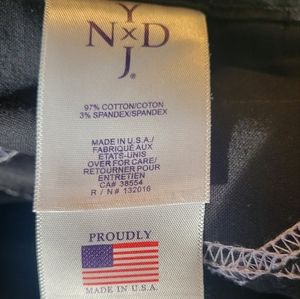 Y
N x D
J®
97% COTTON/COTON
3% SPANDEX/SPANDEX
MADE IN U.S.A./
FABRIQUÉ AUX
ETATS-UNIS
OVER FOR CARE/
RETOURNER POUR
ENTRETIEN
CA# 38554
R / N# 132016
PROUDLY
MADE IN U.S.A.